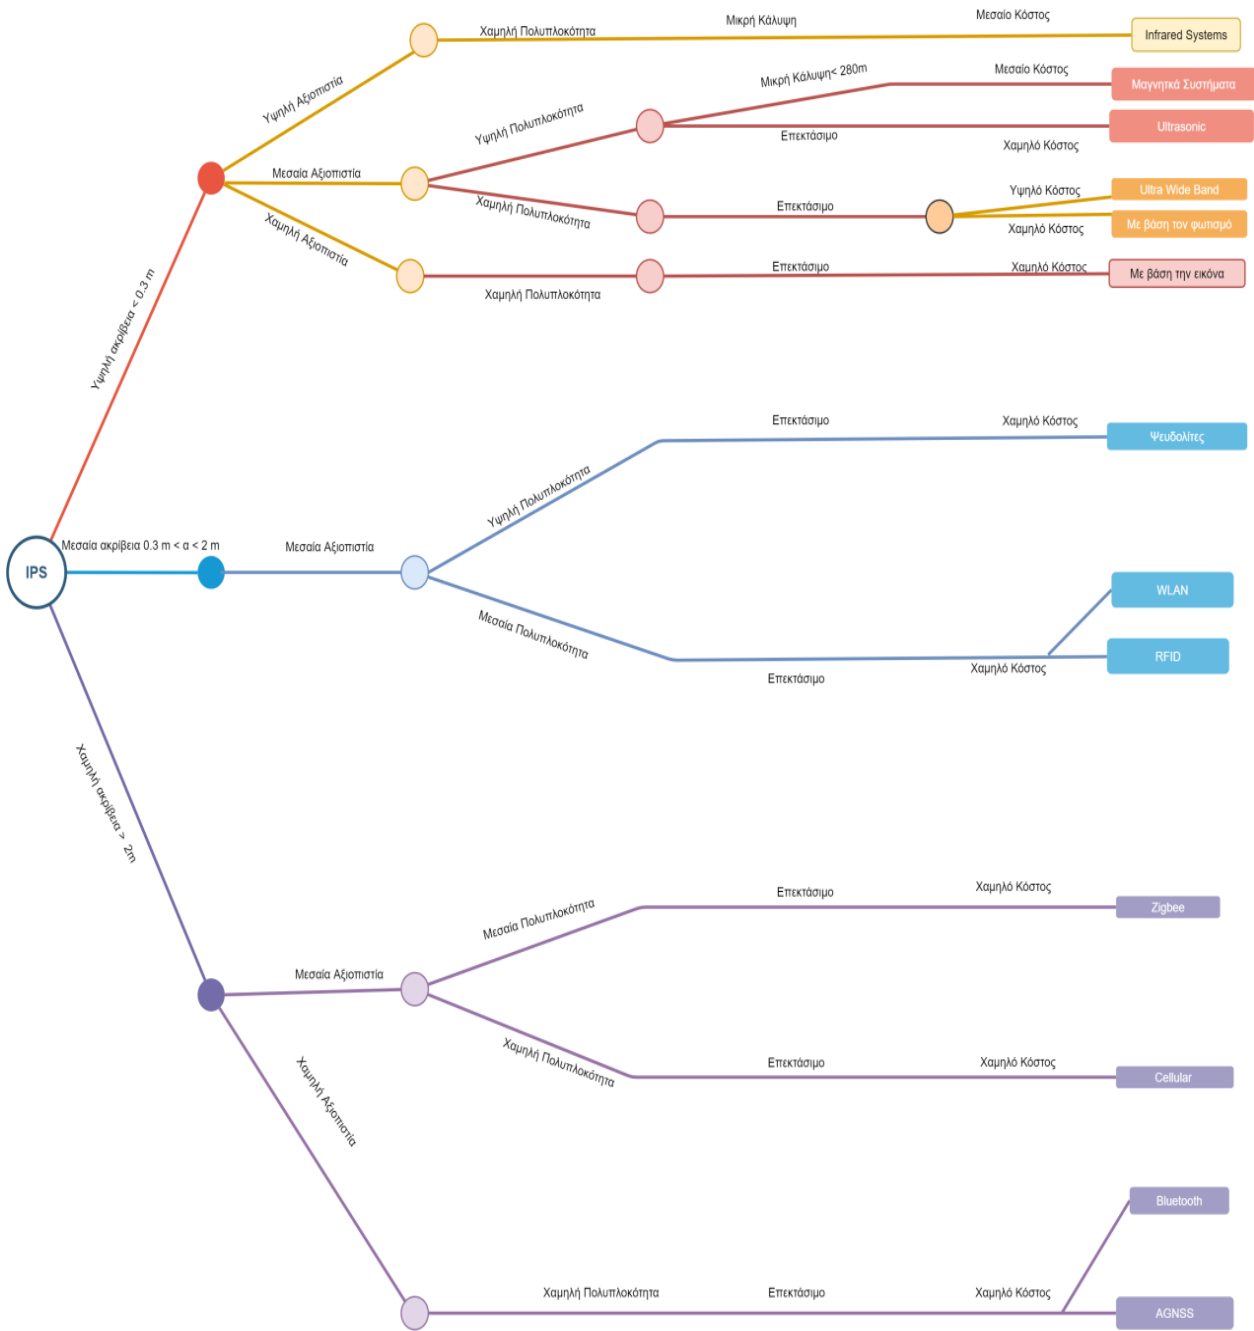 Χαμηλή Πολυπλοκότητα
Μικρή Κάλυψη
Μεσαίο Κόστος
Infrared Systems
Υψηλή Αξιοπιστία
Μικρή Κάλυψη< 280m
Μεσαίο Κόστος
Μαγνητκά Συστήματα
Υψηλή Πολυπλοκότητα
Επεκτάσιμο
Χαμηλό Κόστος
Ultrasonic
Μεσαία Αξιοπιστία
Χαμηλή Πολυπλοκότητα
Επεκτάσιμο
Υψηλό Κόστος
Ultra Wide Band
Χαμηλό Κόστος
Με βάση τον φωτισμό
Χαμηλή Αξιοπιστία
Χαμηλή Πολυπλοκότητα
Επεκτάσιμο
Χαμηλό Κόστος
Με βάση την εικόνα
Υψηλή ακρίβεια < 0.3 m
Επεκτάσιμο
Χαμηλό Κόστος
Ψευδολίτες
Υψηλή Πολυπλοκότητα
IPS
Μεσαία ακρίβεια 0.3 m < α < 2 m
Μεσαία Αξιοπιστία
WLAN
Μεσαία Πολυπλοκότητα
Επεκτάσιμο
Χαμηλό Κόστος
RFID
Χαμηλή ακρίβεια > 2m
Μεσαία Πολυπλοκότητα
Επεκτάσιμο
Χαμηλό Κόστος
Zigbee
Μεσαία Αξιοπιστία
Χαμηλή Πολυπλοκότητα
Επεκτάσιμο
Χαμηλό Κόστος
Cellular
Χαμηλή Αξιοπιστία
Bluetooth
Χαμηλή Πολυπλοκότητα
Επεκτάσιμο
Χαμηλό Κόστος
AGNSS